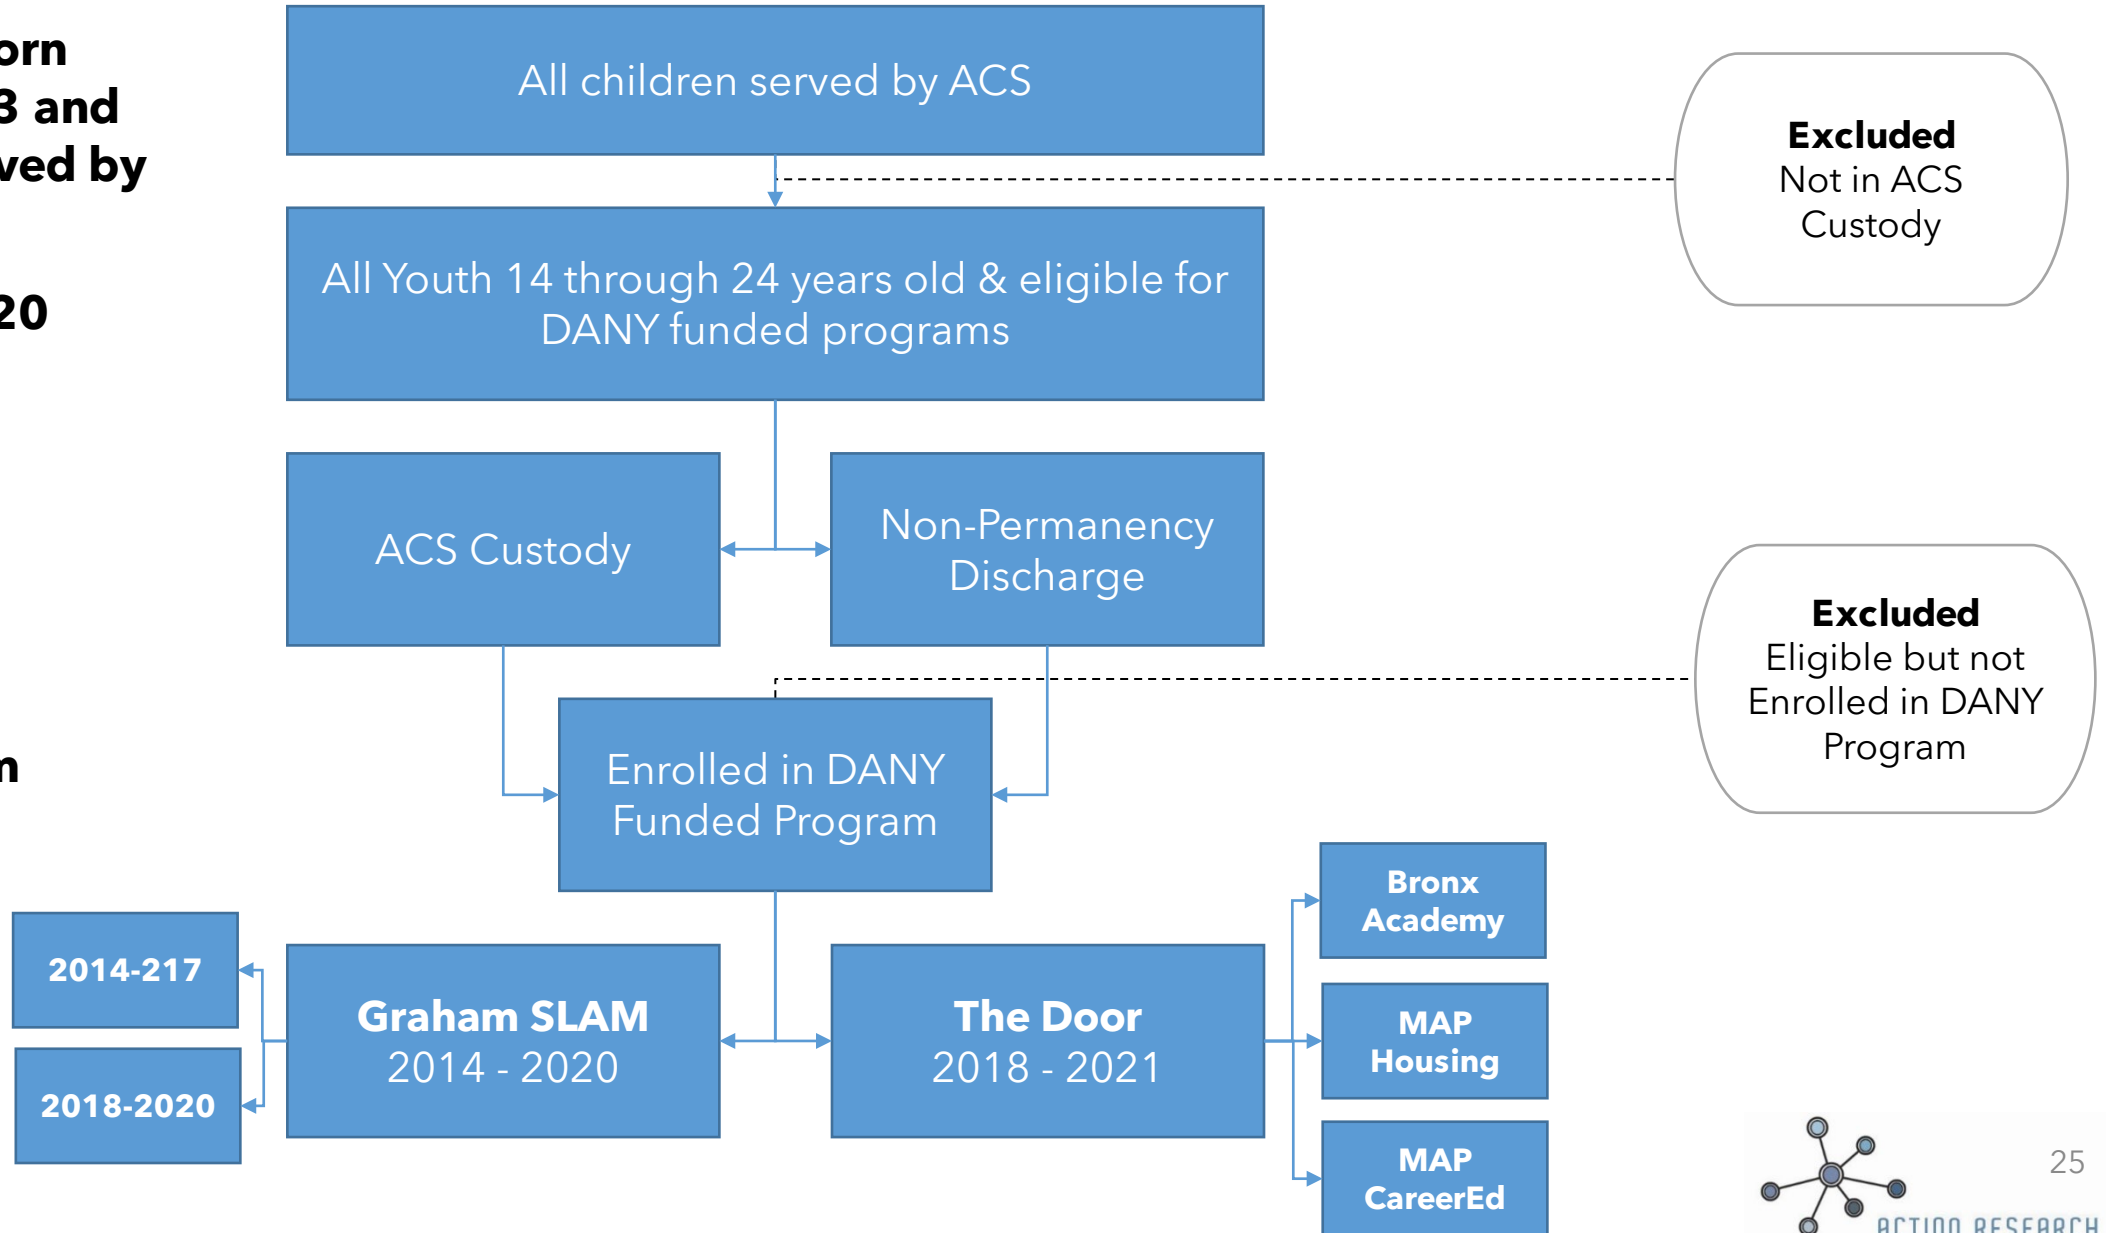 orn
3 and
ved by
20
m
All children served by ACS
Excluded
Not in ACS
Custody
All Youth 14 through 24 years old & eligible for
DANY funded programs
ACS Custody
Non-Permanency
Discharge
Excluded
Eligible but not
Enrolled in DANY
Program
Enrolled in DANY
Funded Program
2014-217
2018-2020
Graham SLAM
2014 - 2020
The Door
2018 - 2021
Bronx
Academy
MAP
Housing
MAP
CareerEd
25
ACTION RESEARCH